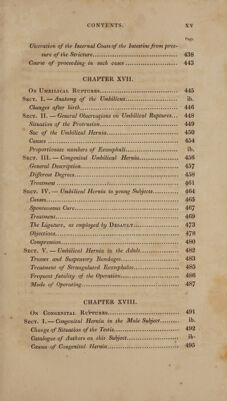 CONTENTS. XV
Page.
Ulceration of the Internal Coats of the Intestine from pres-
sure of the Stricture 438
Course of proceeding in such cases 443
CHAPTER XVII.
On Umbilical Ruptures 445
Sect. I. — Anatomy of the Umbilicus ib.
Changes after birth 446
Sect. II. — General Observations on Umbilical Ruptures 448
Situation of the Protrusion 449
Sac of the Umbilical Hernia 450
Causes 454
Proportionate numbers of Exomphali ib.
Sect. III. — Congenital Umbilical Hernia 456
General Description 457
Different Degrees 458
Treatment 461
Sect. IV. — Umbilical Hernia in young Subjects 464
Causes 465
Spontaneous Cure 467
Treatment 469
The Ligature, as employed by Desault 473
Objections 478
Compression 480
Sect. V. — Umbilical Hernia in the Adult 482
Trusses and Suspensory Bandages 483
Treatment of Strangulated Exomphalos 485
Frequent fatality of the Operation 486
Mode of Operating 487
CHAPTER XVIII.
On Congenital Ruptures 491
Sect. I. — Congenital Hernia in the Male Subject ib.
Change of Situation of the Testis 492
Catalogue of Authors on this Subject ib.
Causes of Congenital Hernia 495